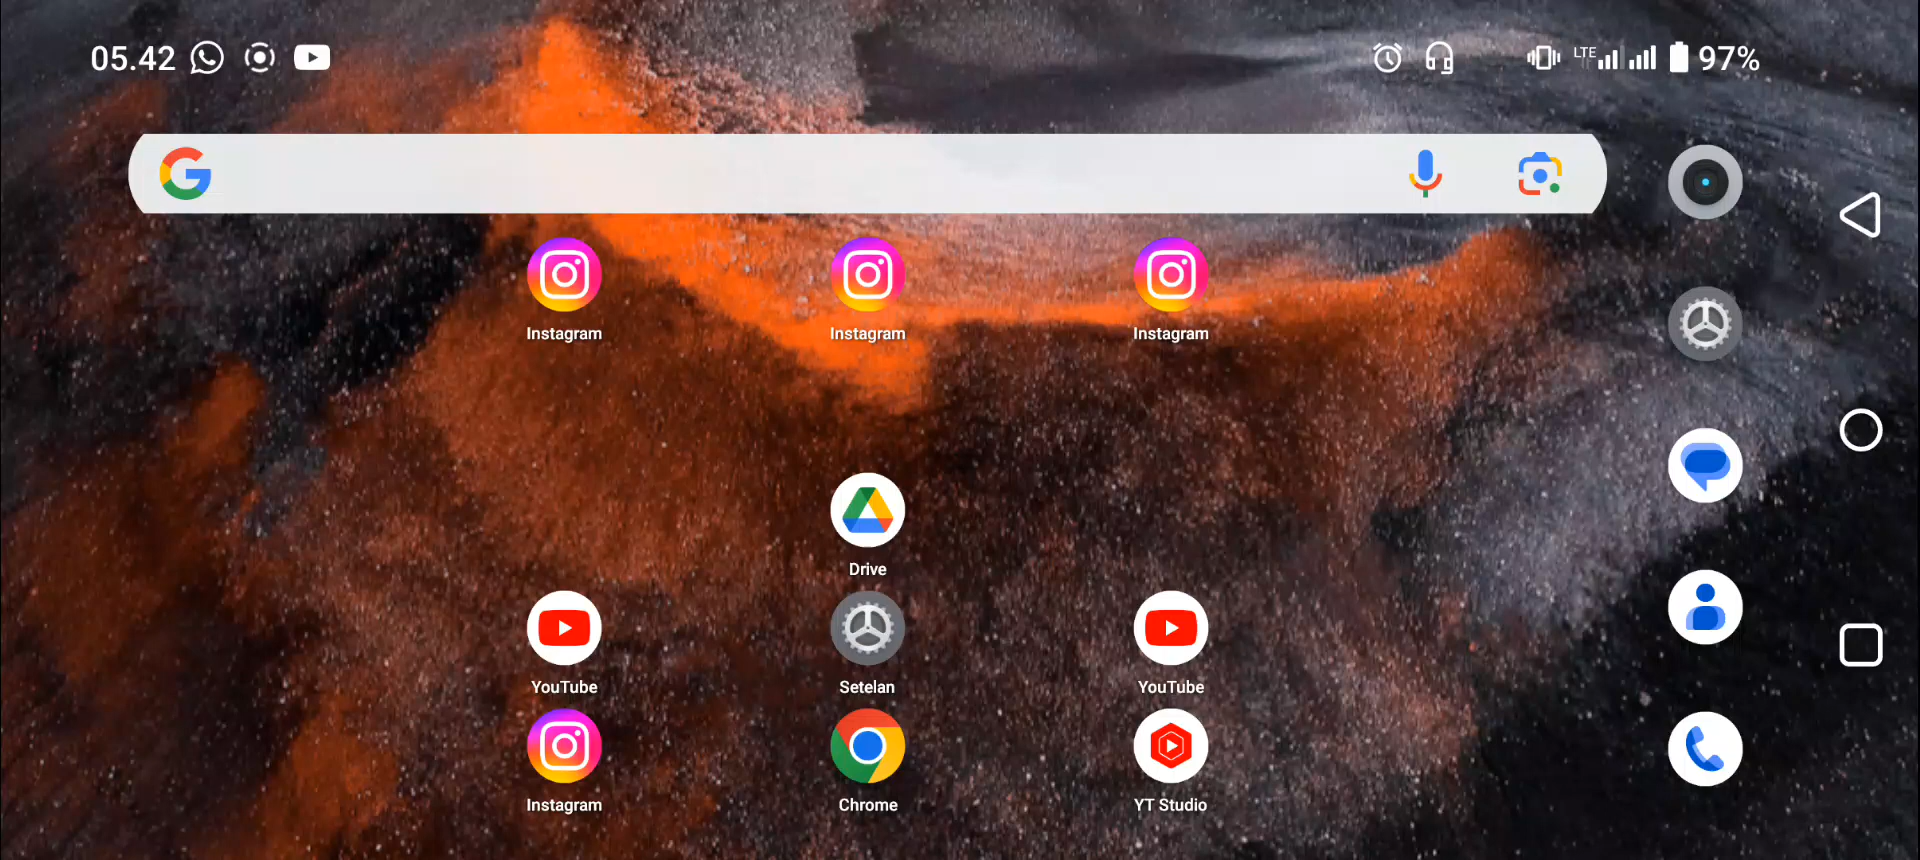 05.42 LTE 97%
Instagram Instagram Instagram
Drive
YouTube Setelan YouTube
Instagram Chrome YT Studio